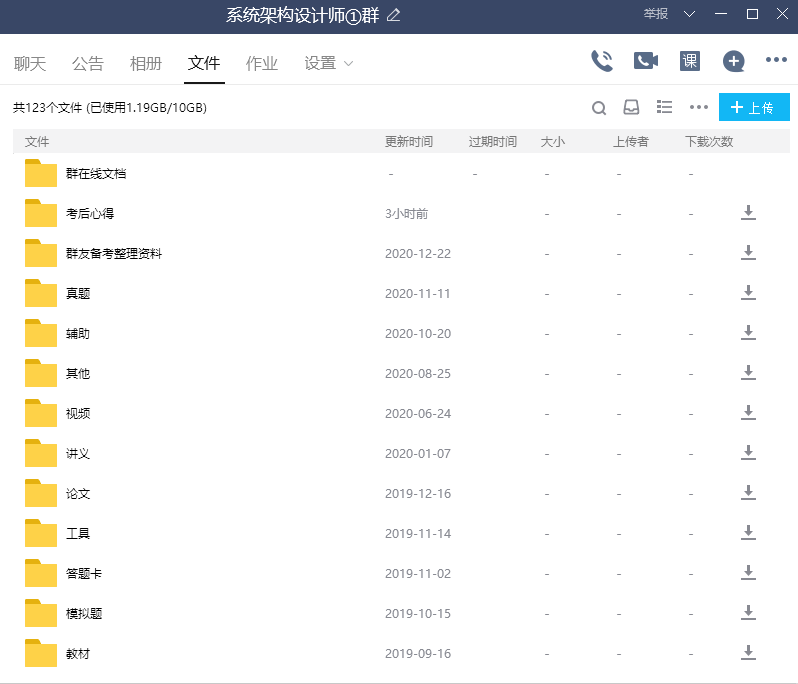 系统架构设计师①群
举报
聊天 公告 相册 文件 作业 设置
课
共123个文件 (已使用1.19GB/10GB)
上传
文件 更新时间 过期时间 大小 上传者 下载次数
群在线文档 - - - - -
考后心得 3小时前 - - -
群友备考整理资料 2020-12-22 - - -
真题 2020-11-11 - - -
辅助 2020-10-20 - - -
其他 2020-08-25 - - -
视频 2020-06-24 - - -
讲义 2020-01-07 - - -
论文 2019-12-16 - - -
工具 2019-11-14 - - -
答题卡 2019-11-02 - - -
模拟题 2019-10-15 - - -
教材 2019-09-16 - - -